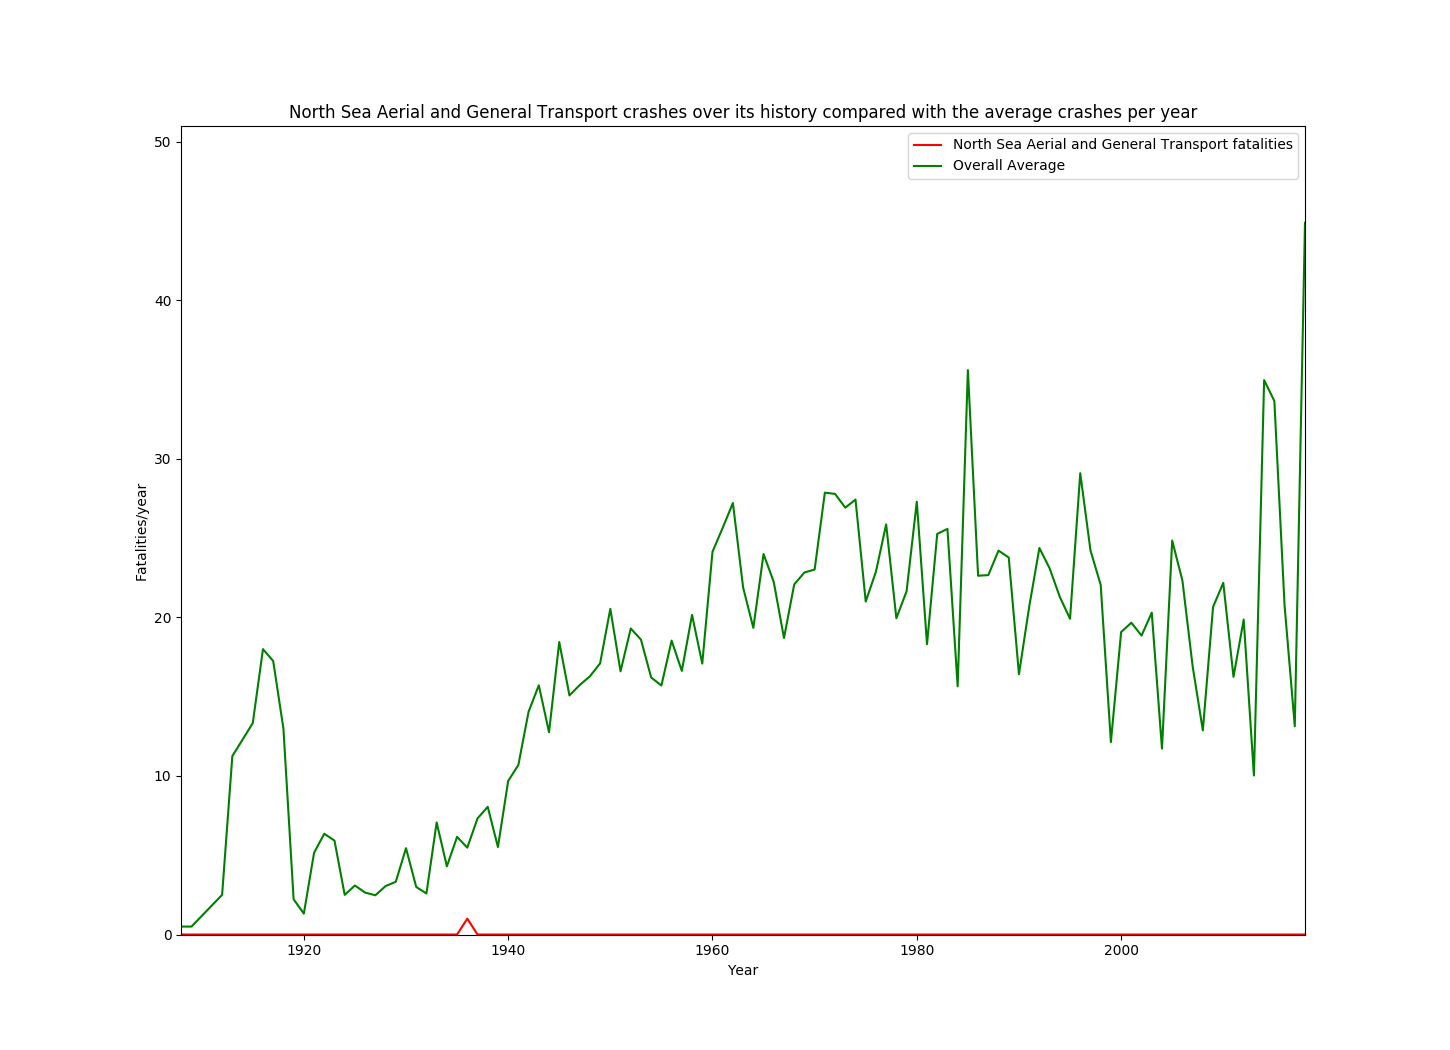 North Sea Aerial and General Transport crashes over its history compared with the average crashes per year
North Sea Aerial and General Transport fatalities
Overall Average
50
40
30
20
10
0
Fatalities/year
1920
1940
1960
1980
2000
Year